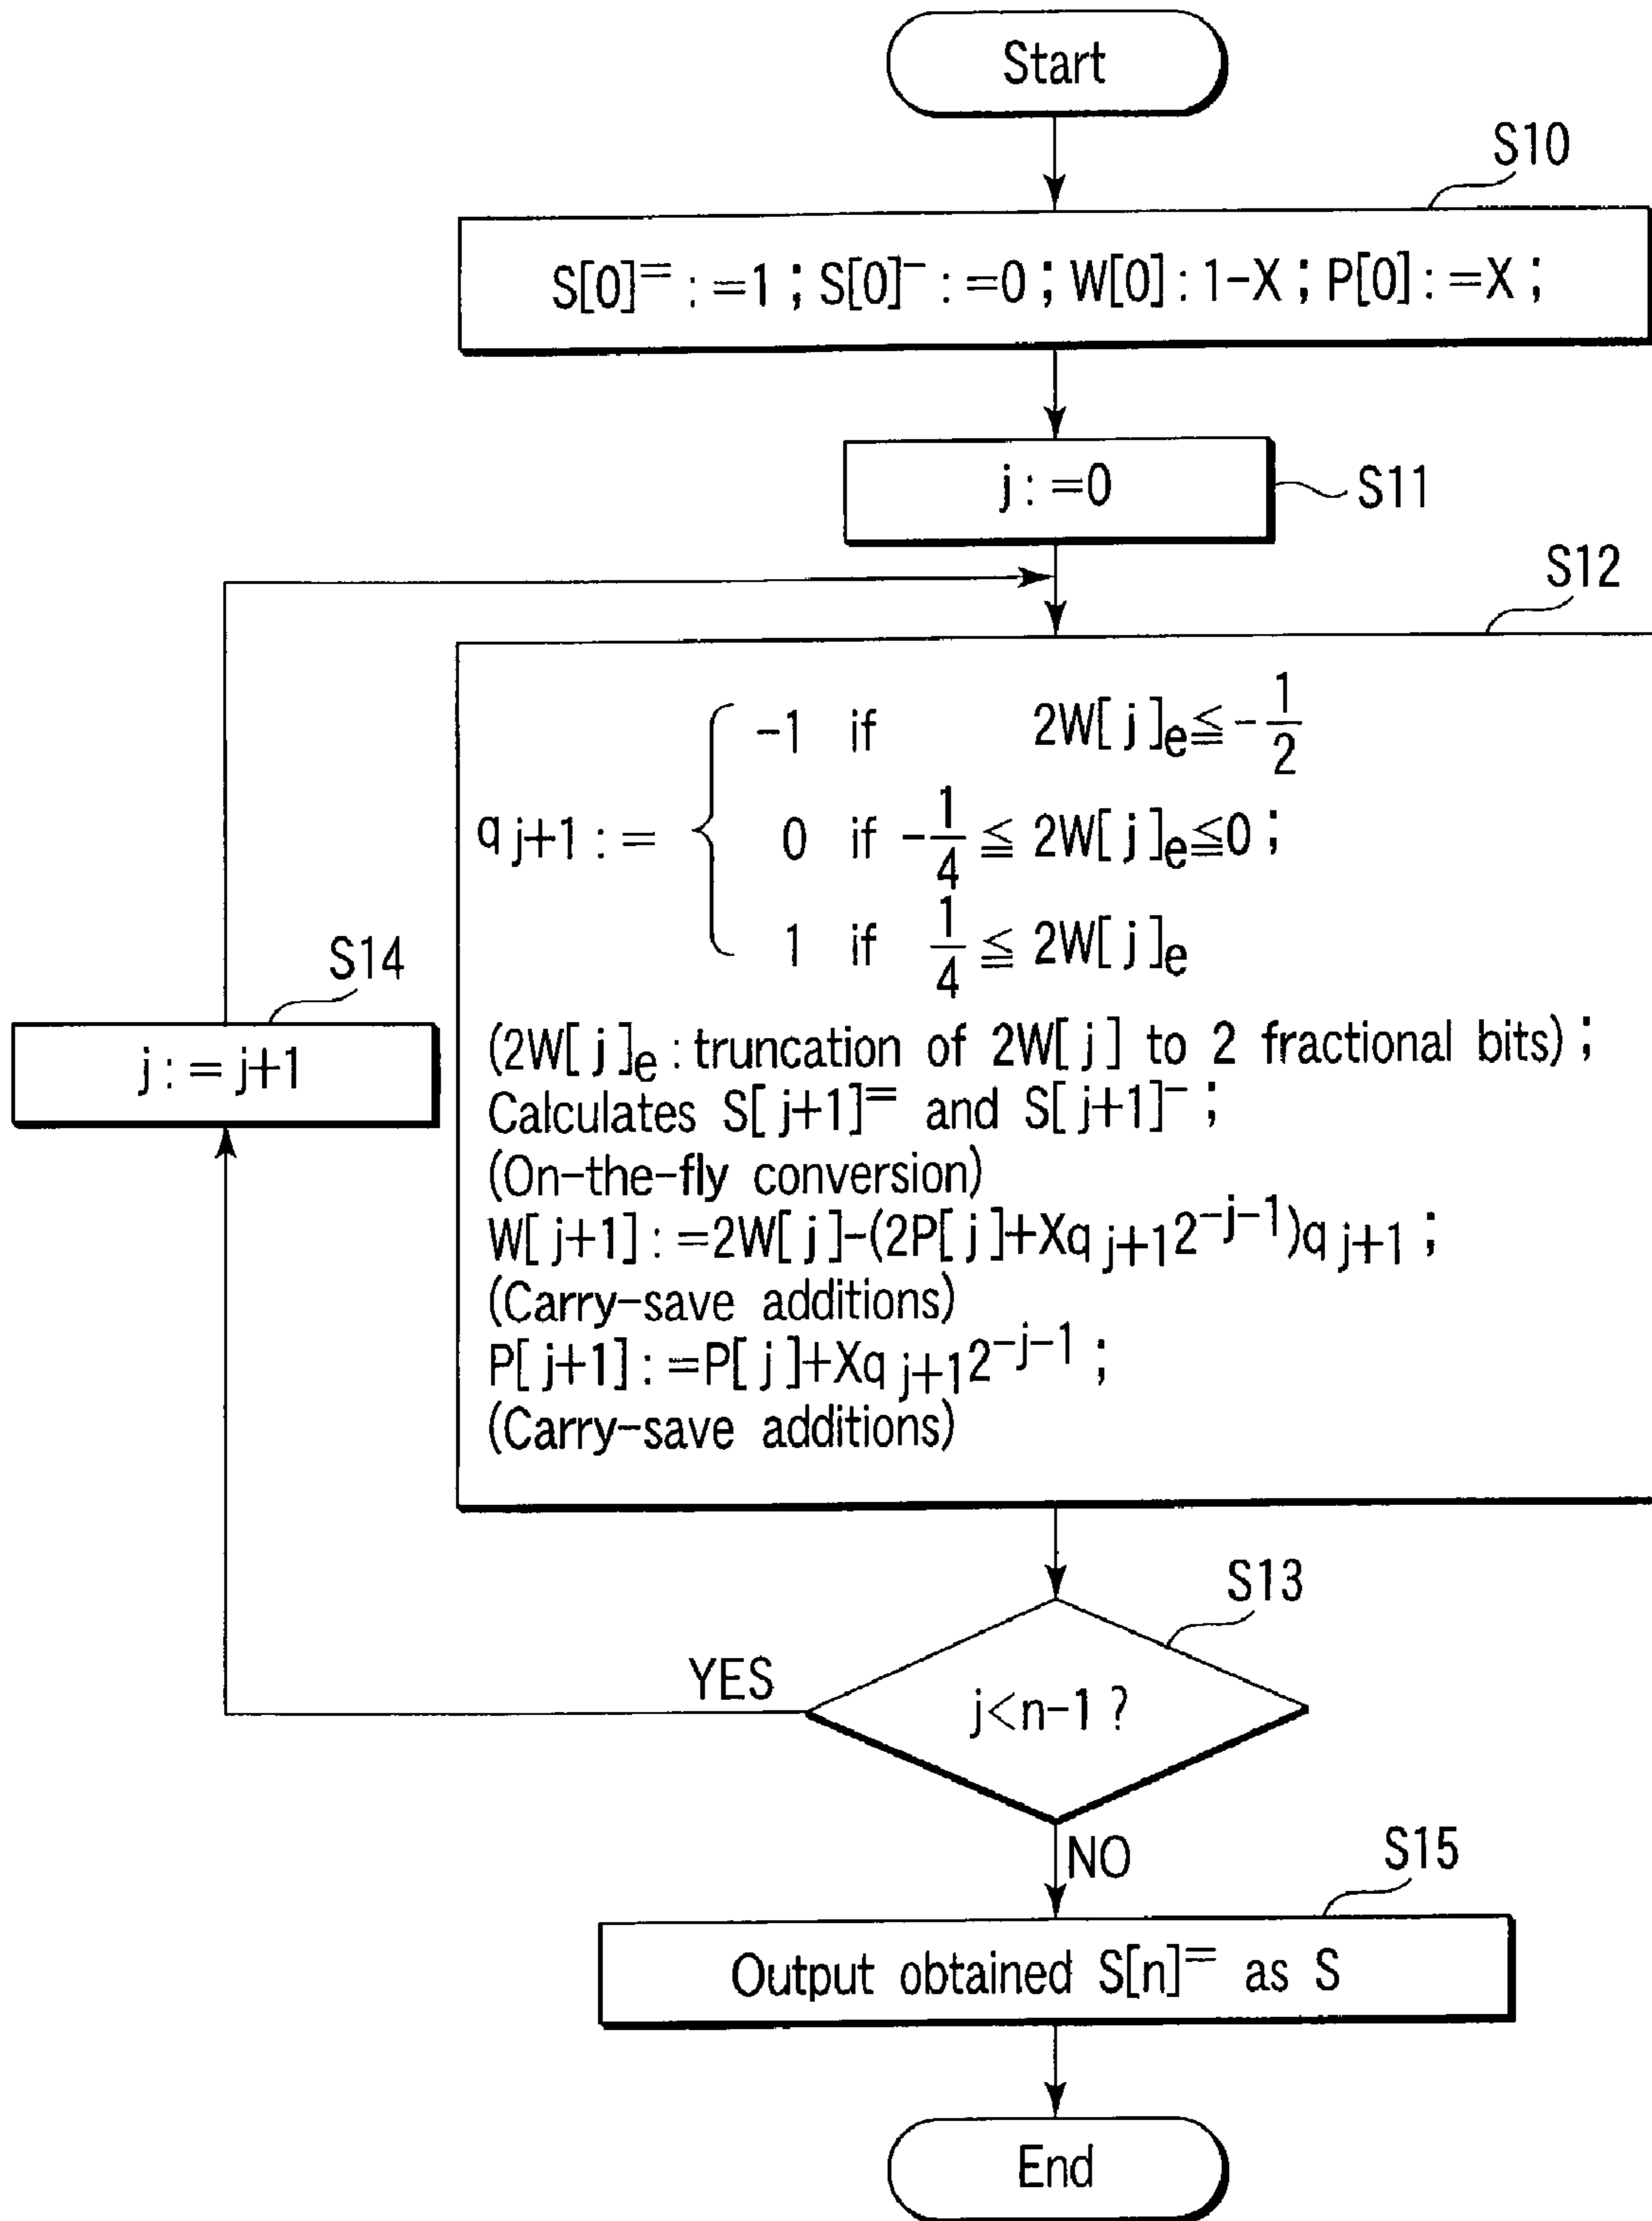 Start
S10
S[0]⁼ :=1 ; S[0]⁻ :=0 ; W[0] : 1-X ; P[0] :=X ;
j :=0
S11
S12
-1 if 2W[j]ₑ≦-1/2
q j+1 := { 0 if -1/4 ≦ 2W[j]ₑ≦0 ;
1 if 1/4 ≦ 2W[j]ₑ
(2W[j]ₑ : truncation of 2W[j] to 2 fractional bits) ;
Calculates S[j+1]⁼ and S[j+1]⁻ ;
(On-the-fly conversion)
W[j+1] :=2W[j]-(2P[j]+Xq j+1 2⁻ʲ⁻¹)q j+1 ;
(Carry-save additions)
P[j+1] :=P[j]+Xq j+1 2⁻ʲ⁻¹ ;
(Carry-save additions)
S14
j := j+1
S13
j<n-1 ?
YES
NO
S15
Output obtained S[n]⁼ as S
End